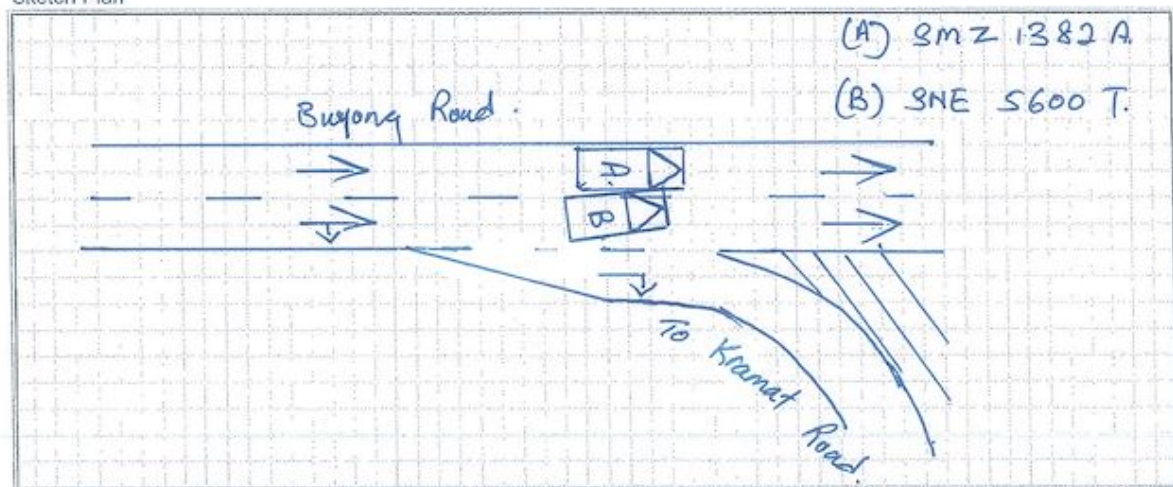 Sketch Plan
(A) SMZ 1382 A.
(B) SNE 5600 T.
Buyong Road.
A
B
To Kramat Road